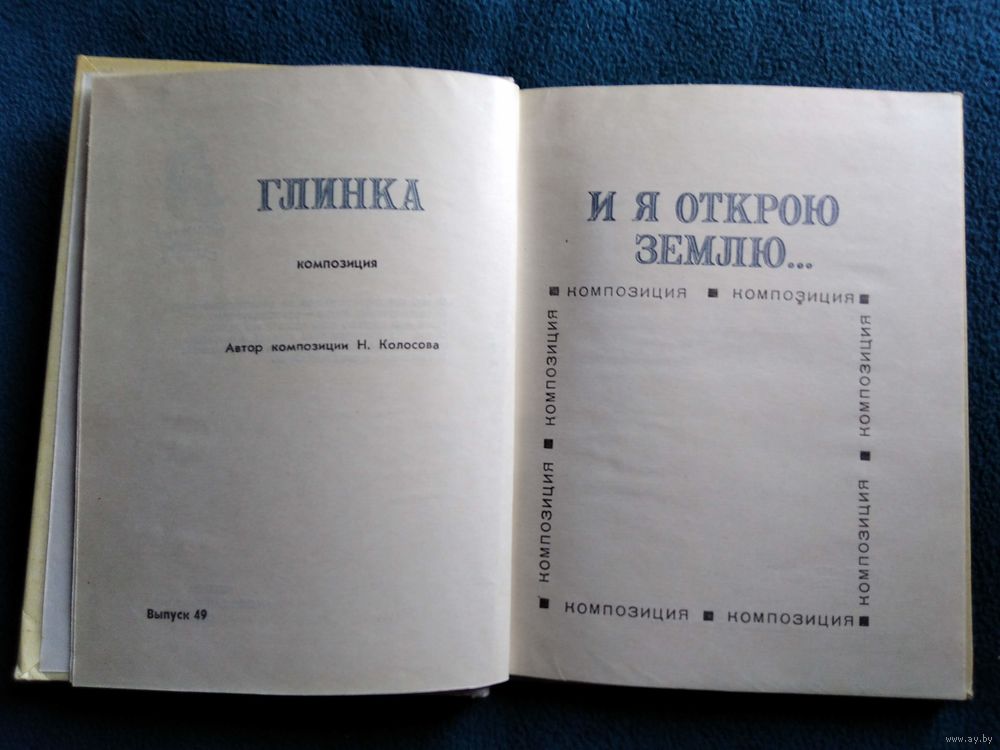 ГЛИНКА
композиция
Автор композиции Н. Колосова
Выпуск 49
И Я ОТКРОЮ
ЗЕМЛЮ...
■ КОМПОЗИЦИЯ ■ КОМПОЗИЦИЯ ■
КОМПОЗИЦИЯ ■ КОМПОЗИЦИЯ
КОМПОЗИЦИЯ ■ КОМПОЗИЦИЯ
■ КОМПОЗИЦИЯ ■ КОМПОЗИЦИЯ ■
www.ay.by